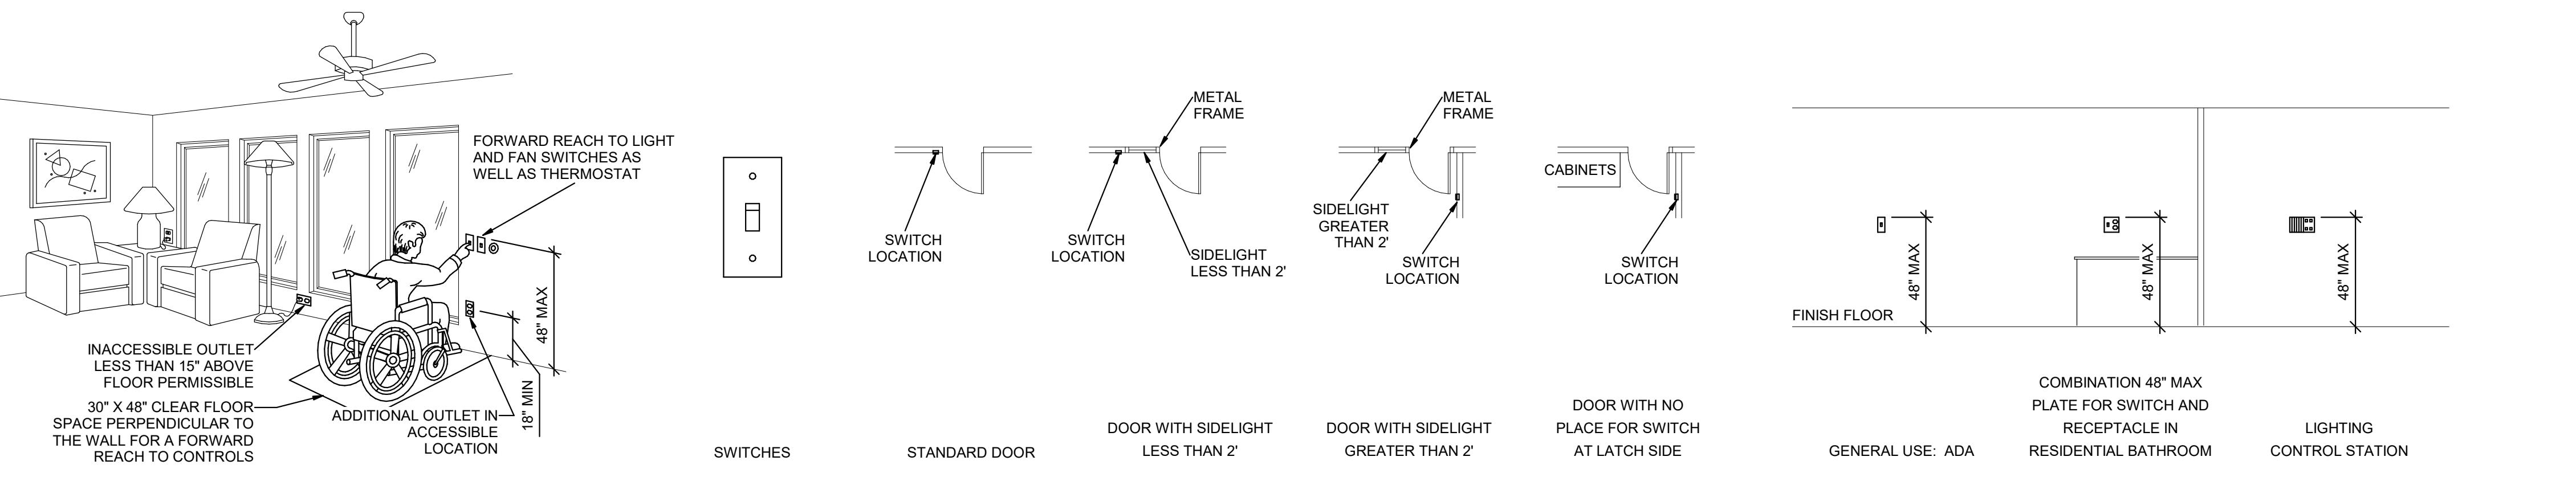 FORWARD REACH TO LIGHT
AND FAN SWITCHES AS
WELL AS THERMOSTAT
48" MAX
18" MIN
INACCESSIBLE OUTLET
LESS THAN 15" ABOVE
FLOOR PERMISSIBLE
30" X 48" CLEAR FLOOR
SPACE PERPENDICULAR TO
THE WALL FOR A FORWARD
REACH TO CONTROLS
ADDITIONAL OUTLET IN
ACCESSIBLE
LOCATION
SWITCHES
SWITCH
LOCATION
STANDARD DOOR
METAL
FRAME
SWITCH
LOCATION
SIDELIGHT
LESS THAN 2'
DOOR WITH SIDELIGHT
LESS THAN 2'
METAL
FRAME
SIDELIGHT
GREATER
THAN 2'
SWITCH
LOCATION
DOOR WITH SIDELIGHT
GREATER THAN 2'
CABINETS
SWITCH
LOCATION
DOOR WITH NO
PLACE FOR SWITCH
AT LATCH SIDE
FINISH FLOOR
48" MAX
GENERAL USE: ADA
48" MAX
COMBINATION 48" MAX
PLATE FOR SWITCH AND
RECEPTACLE IN
RESIDENTIAL BATHROOM
48" MAX
LIGHTING
CONTROL STATION